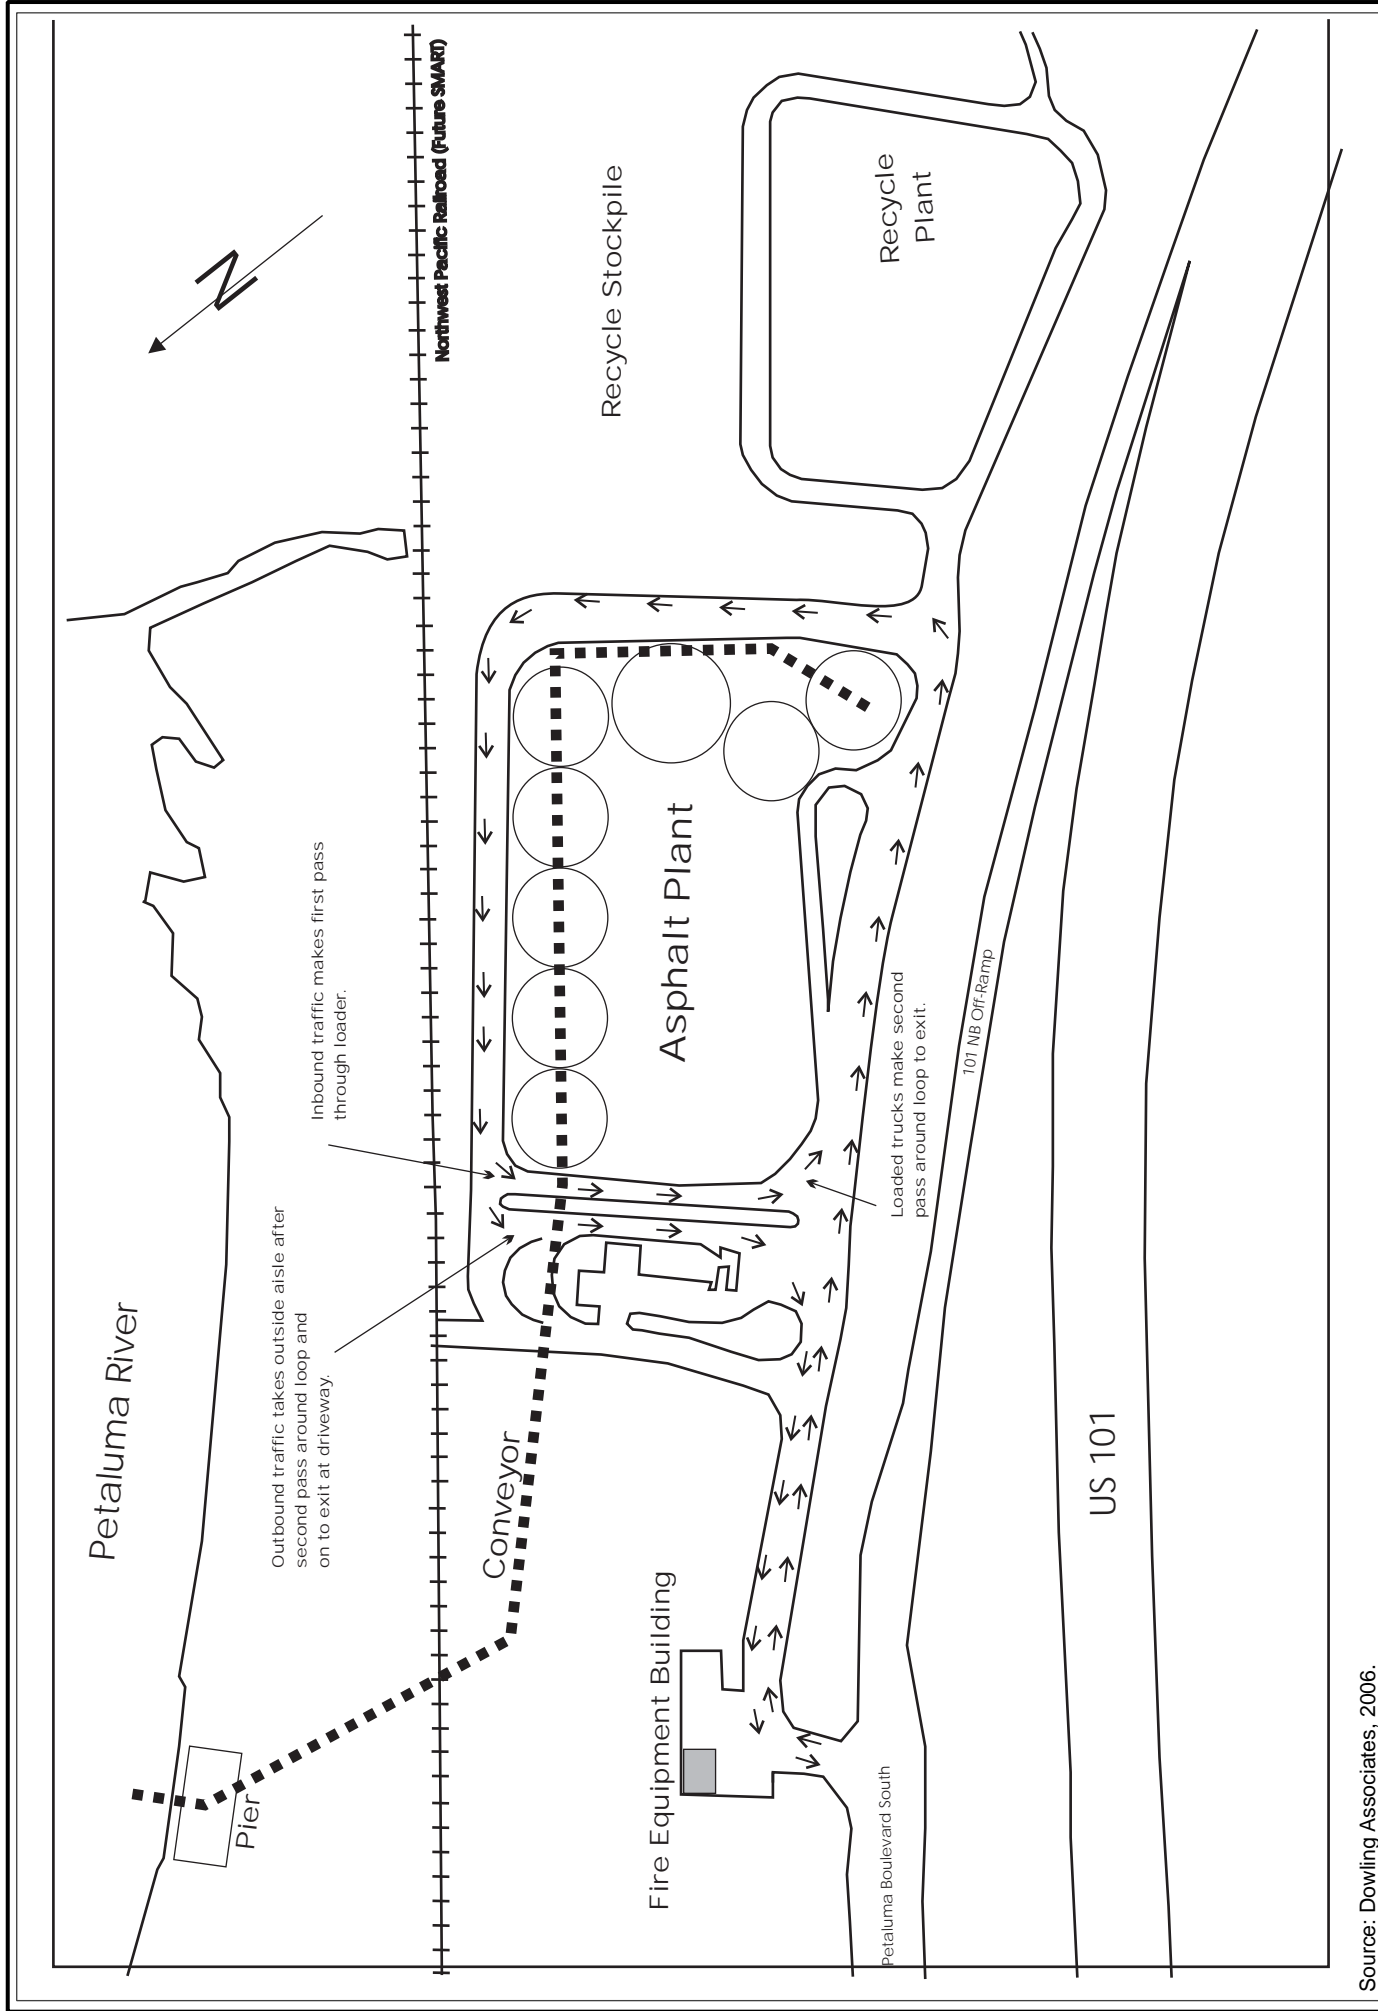 Petaluma River
Pier
Outbound traffic takes outside aisle after
second pass around loop and
on to exit at driveway.
Inbound traffic makes first pass
through loader.
N
Northwest Pacific Railroad (Future SMART)
Conveyor
Recycle Stockpile
Fire Equipment Building
Asphalt Plant
Recycle
Plant
Loaded trucks make second
pass around loop to exit.
Petaluma Boulevard South
101 NB Off-Ramp
US 101
Source: Dowling Associates, 2006.